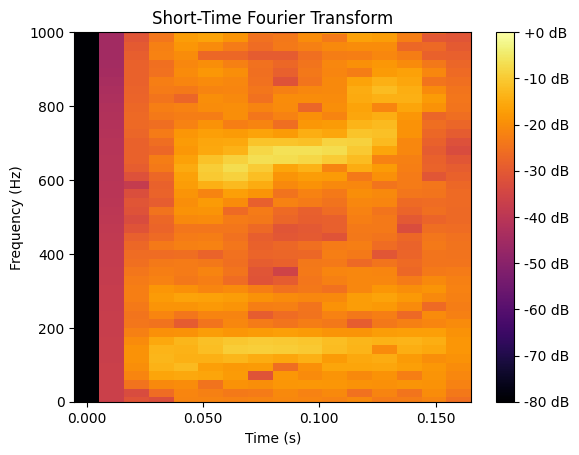 Short-Time Fourier Transform
1000
800
600
400
200
0
Frequency (Hz)
0.000
0.050
0.100
0.150
Time (s)
+0 dB
-10 dB
-20 dB
-30 dB
-40 dB
-50 dB
-60 dB
-70 dB
-80 dB